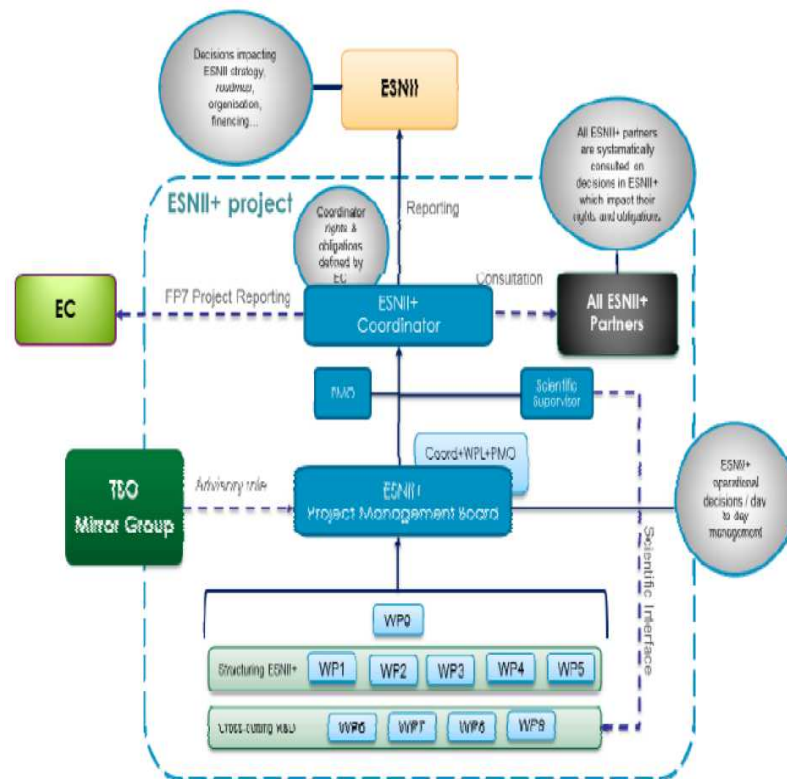 Decisions impacting
ESNII strategy,
roadmap,
organisation,
financing...
ESNII
All ESNII+ partners
are systematically
consulted on
decisions in ESNII+
which impact their
rights and obligations.
ESNII+ project
Coordinator
rights &
obligations
defined by
EC
Reporting
Consultation
EC
FP7 Project Reporting
ESNII+
Coordinator
All ESNII+
Partners
PMO
Scientific
Supervisor
Coord+WPL+PMO
TSO
Mirror Group
Advisory role
ESNII+
Project Management Board
ESNII+
operational
decisions / day
to day
management
Scientific Interface
WP0
Structuring ESNII+
WP1
WP2
WP3
WP4
WP5
Cross-cutting R&D
WP6
WP7
WP8
WP9